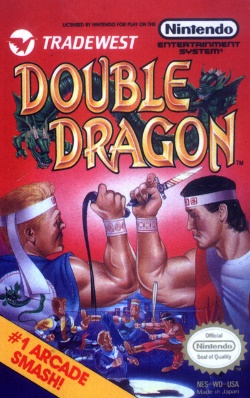 LICENSED BY NINTENDO FOR PLAY ON THE
Nintendo
ENTERTAINMENT
SYSTEM®
TRADEWEST
DOUBLE
DRAGON™
#1 ARCADE
SMASH!
Official
Nintendo
Seal of Quality
NES-WD-USA
Made in Japan